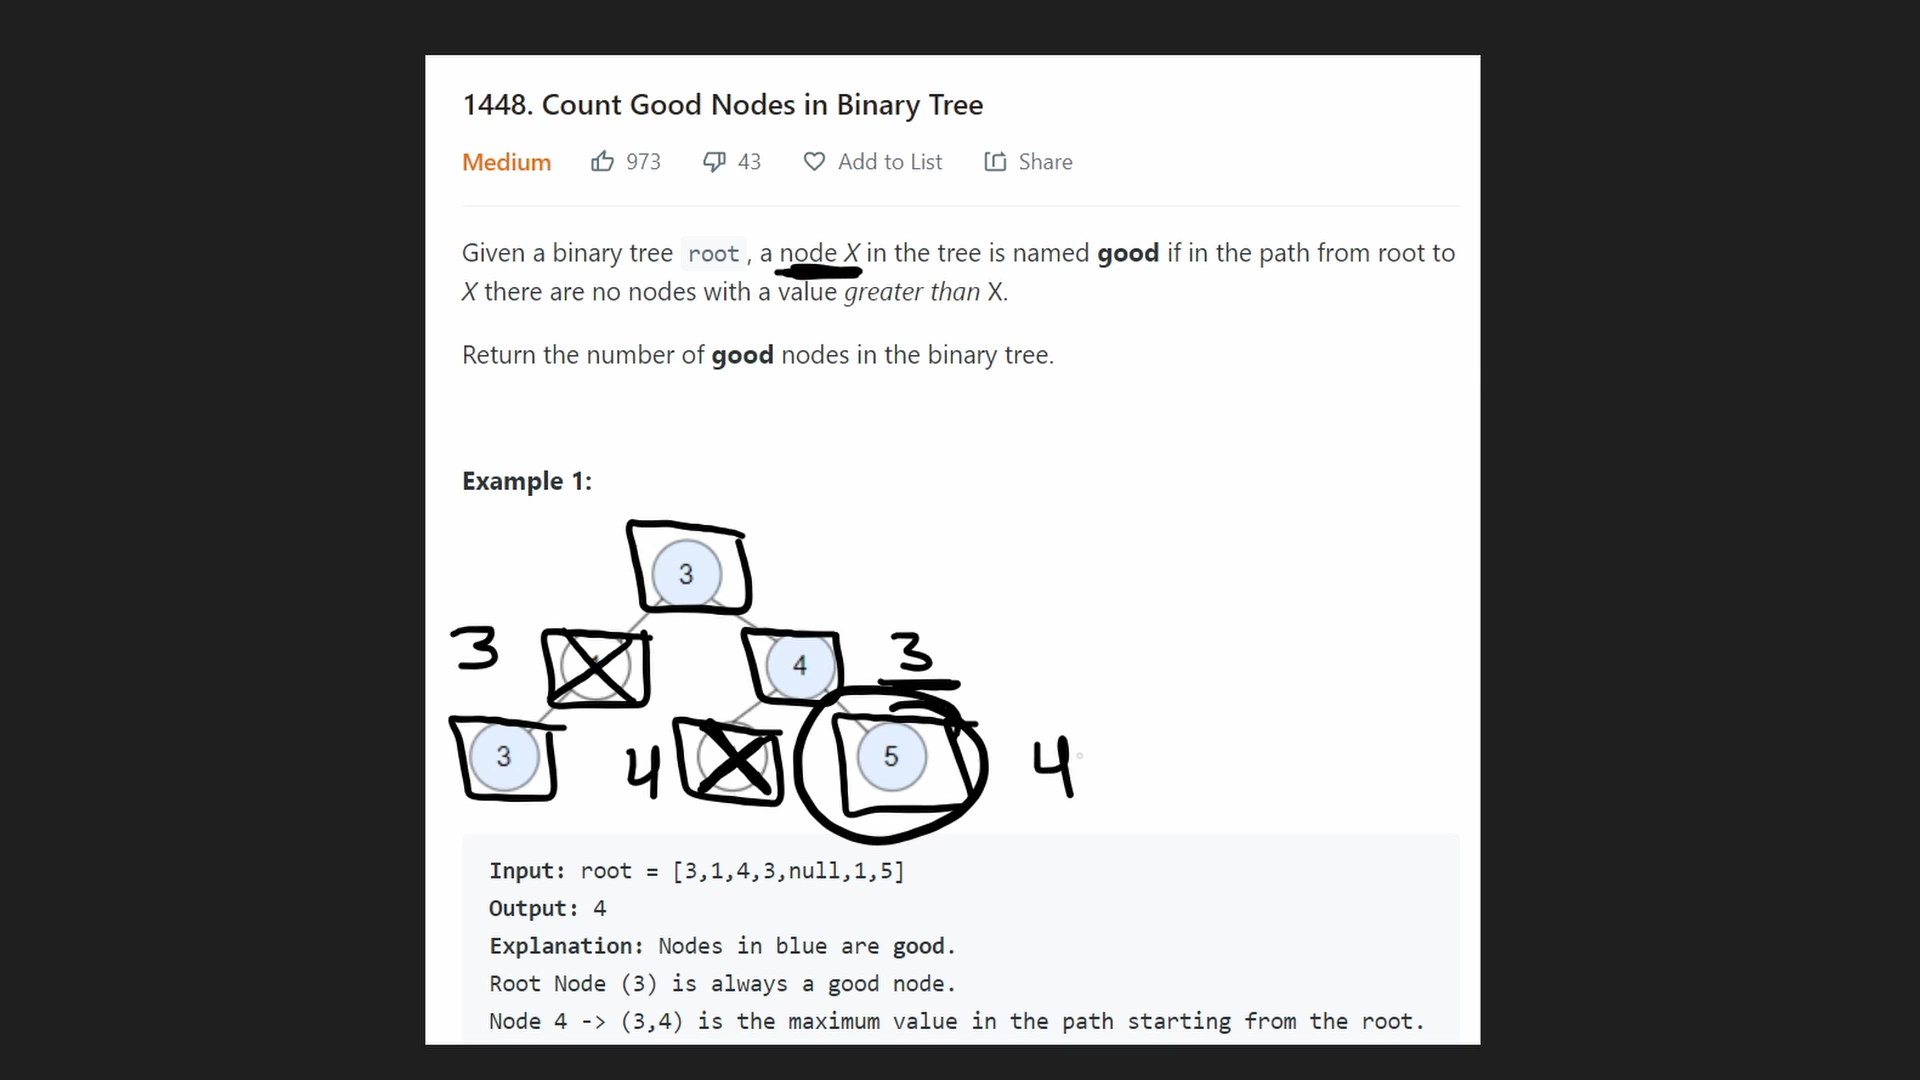 1448. Count Good Nodes in Binary Tree
Medium 973 43 Add to List Share
Given a binary tree root, a node X in the tree is named good if in the path from root to
X there are no nodes with a value greater than X.
Return the number of good nodes in the binary tree.
Example 1:
3
3 4 3
3 4 5 4
Input: root = [3,1,4,3,null,1,5]
Output: 4
Explanation: Nodes in blue are good.
Root Node (3) is always a good node.
Node 4 -> (3,4) is the maximum value in the path starting from the root.